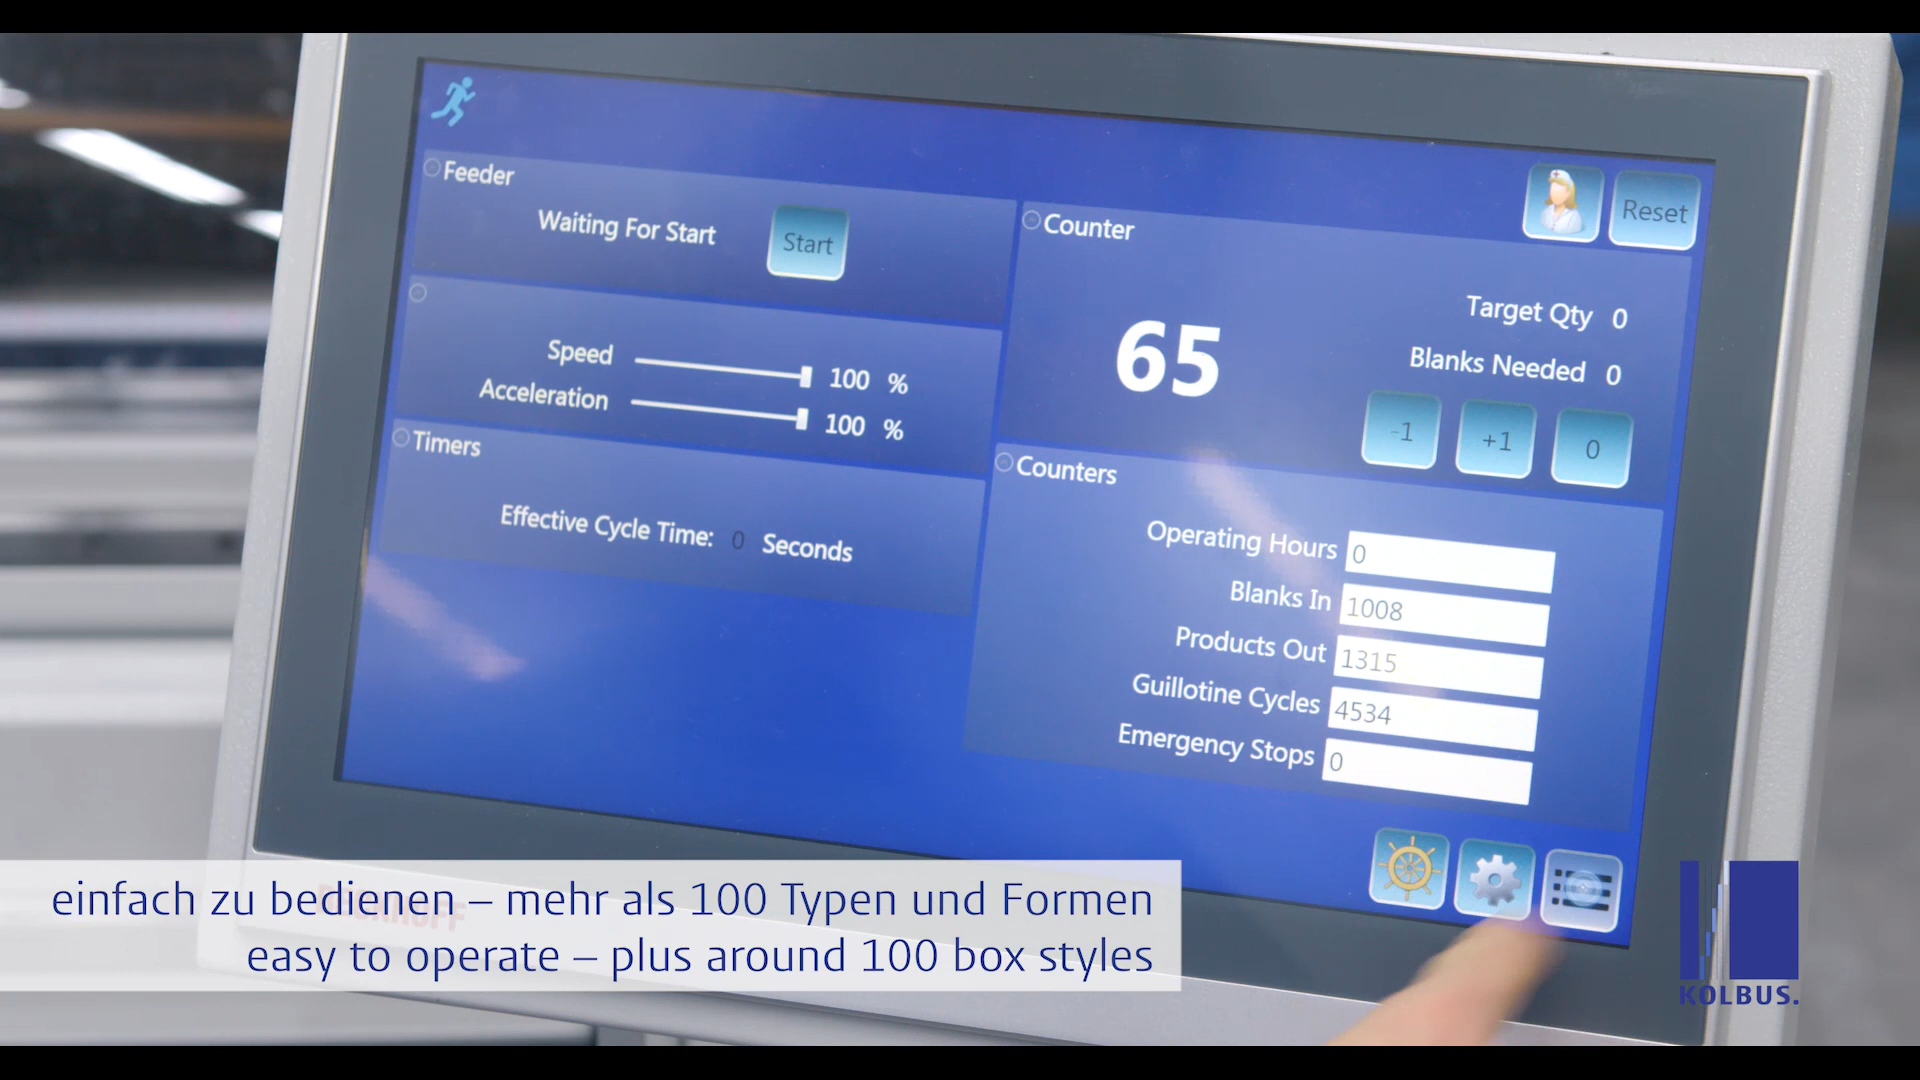 Feeder
Waiting For Start
Start
Speed
100 %
Acceleration
100 %
Timers
Effective Cycle Time: 0 Seconds
Reset
Counter
65
Target Qty 0
Blanks Needed 0
-1
+1
0
Counters
Operating Hours 0
Blanks In 1008
Products Out 1315
Guillotine Cycles 4534
Emergency Stops 0
einfach zu bedienen – mehr als 100 Typen und Formen
easy to operate – plus around 100 box styles
KOLBUS.